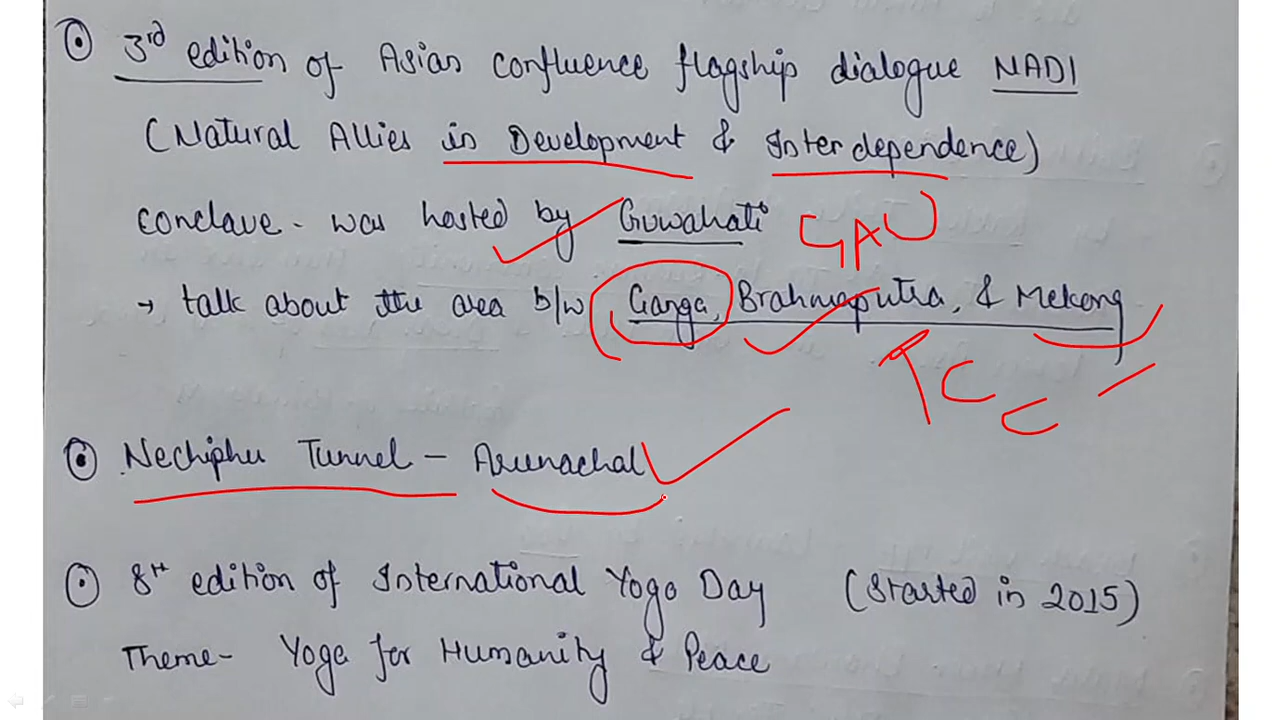 3rd edition of Asian Confluence flagship dialogue NADI
(Natural Allies in Development & Interdependence)
conclave - was hosted by Guwahati GAU
→ talk about the area b/w Ganga, Brahmaputra, & Mekong
TCC
Nechiphu Tunnel - Arunachal
8th edition of International Yoga Day (Started in 2015)
Theme - Yoga for Humanity & Peace